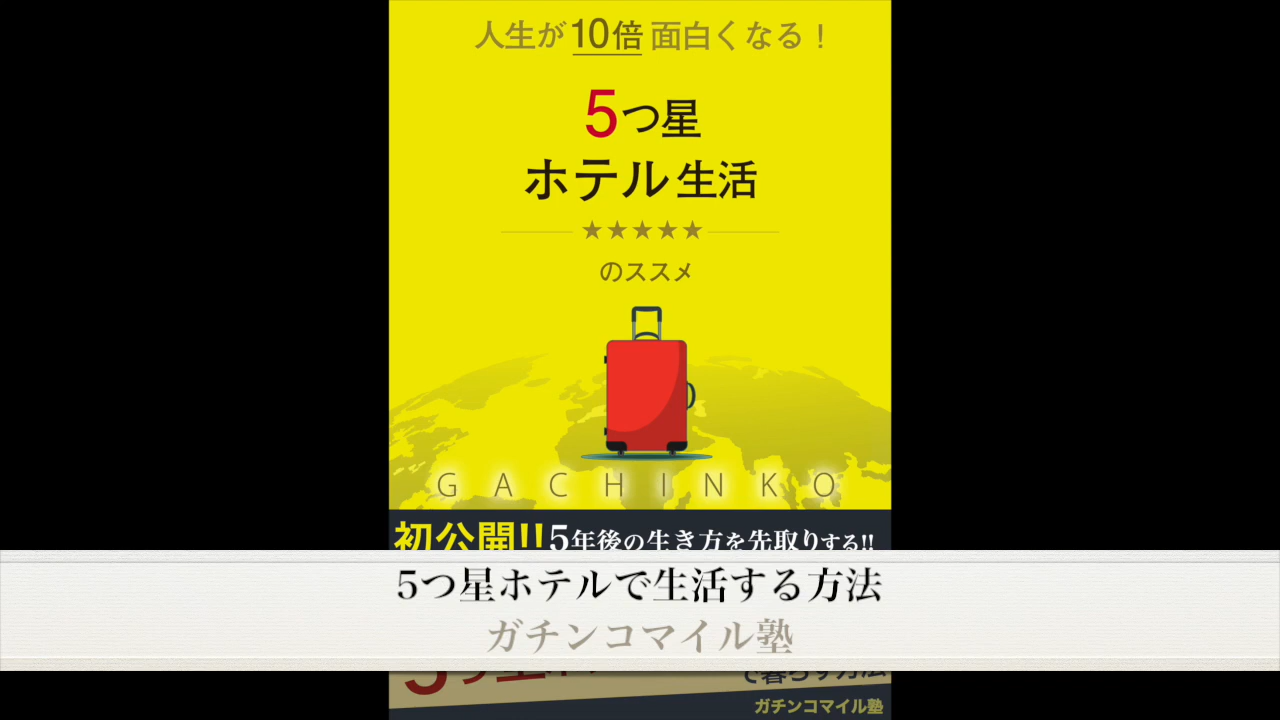 人生が10倍 面白くなる！
5つ星
ホテル生活
★★★★★
のススメ
GACHINKO
初公開!! 5年後の生き方を先取りする!!
5つ星ホテルで生活する方法
ガチンコマイル塾
で暮らす方法
ガチンコマイル塾